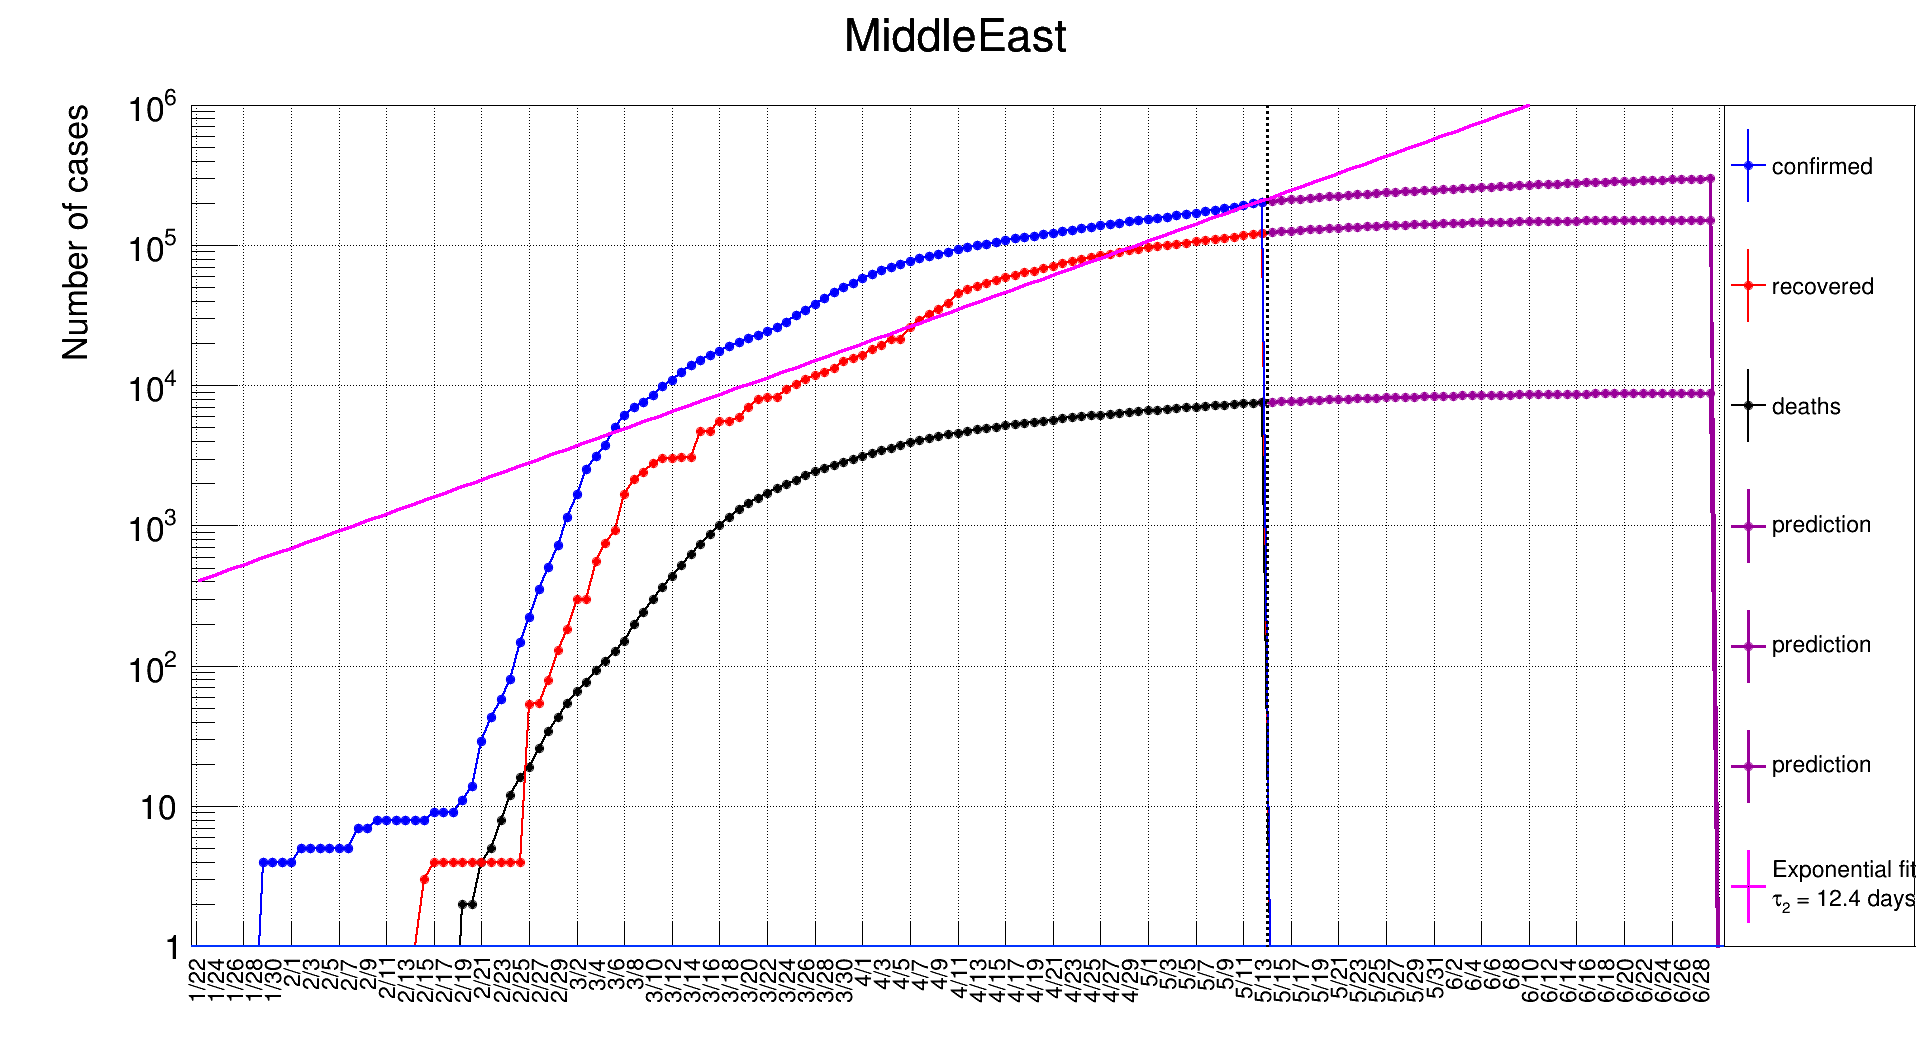 MiddleEast
Number of cases
10^6
10^5
10^4
10^3
10^2
10
1
1/22 1/24 1/26 1/28 1/30 2/1 2/3 2/5 2/7 2/9 2/11 2/13 2/15 2/17 2/19 2/21 2/23 2/25 2/27 2/29 3/2 3/4 3/6 3/8 3/10 3/12 3/14 3/16 3/18 3/20 3/22 3/24 3/26 3/28 3/30 4/1 4/3 4/5 4/7 4/9 4/11 4/13 4/15 4/17 4/19 4/21 4/23 4/25 4/27 4/29 5/1 5/3 5/5 5/7 5/9 5/11 5/13 5/15 5/17 5/19 5/21 5/23 5/25 5/27 5/29 5/31 6/2 6/4 6/6 6/8 6/10 6/12 6/14 6/16 6/18 6/20 6/22 6/24 6/26 6/28
confirmed
recovered
deaths
prediction
prediction
prediction
Exponential fit
τ_2 = 12.4 days